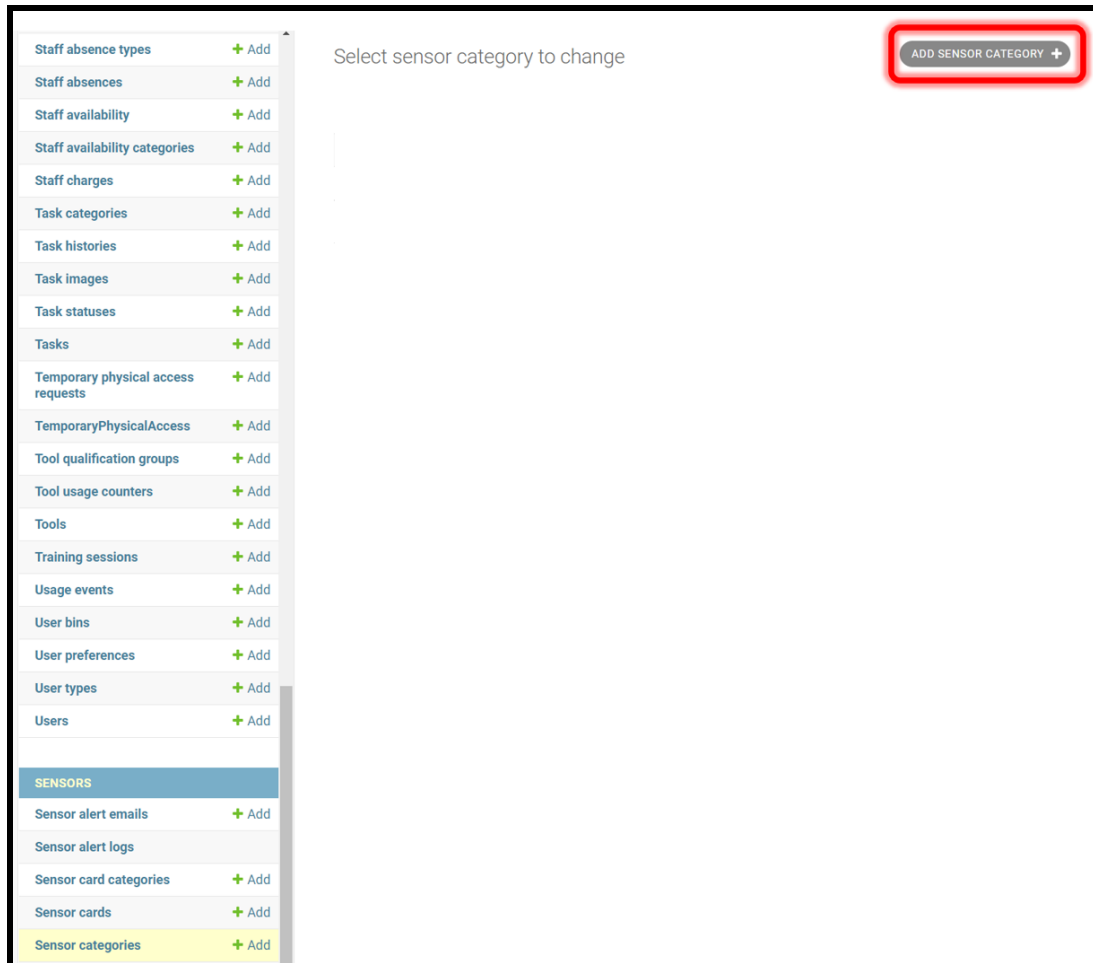 Staff absence types + Add
Staff absences + Add
Staff availability + Add
Staff availability categories + Add
Staff charges + Add
Task categories + Add
Task histories + Add
Task images + Add
Task statuses + Add
Tasks + Add
Temporary physical access + Add
requests
TemporaryPhysicalAccess + Add
Tool qualification groups + Add
Tool usage counters + Add
Tools + Add
Training sessions + Add
Usage events + Add
User bins + Add
User preferences + Add
User types + Add
Users + Add
SENSORS
Sensor alert emails + Add
Sensor alert logs
Sensor card categories + Add
Sensor cards + Add
Sensor categories + Add
Select sensor category to change
ADD SENSOR CATEGORY +